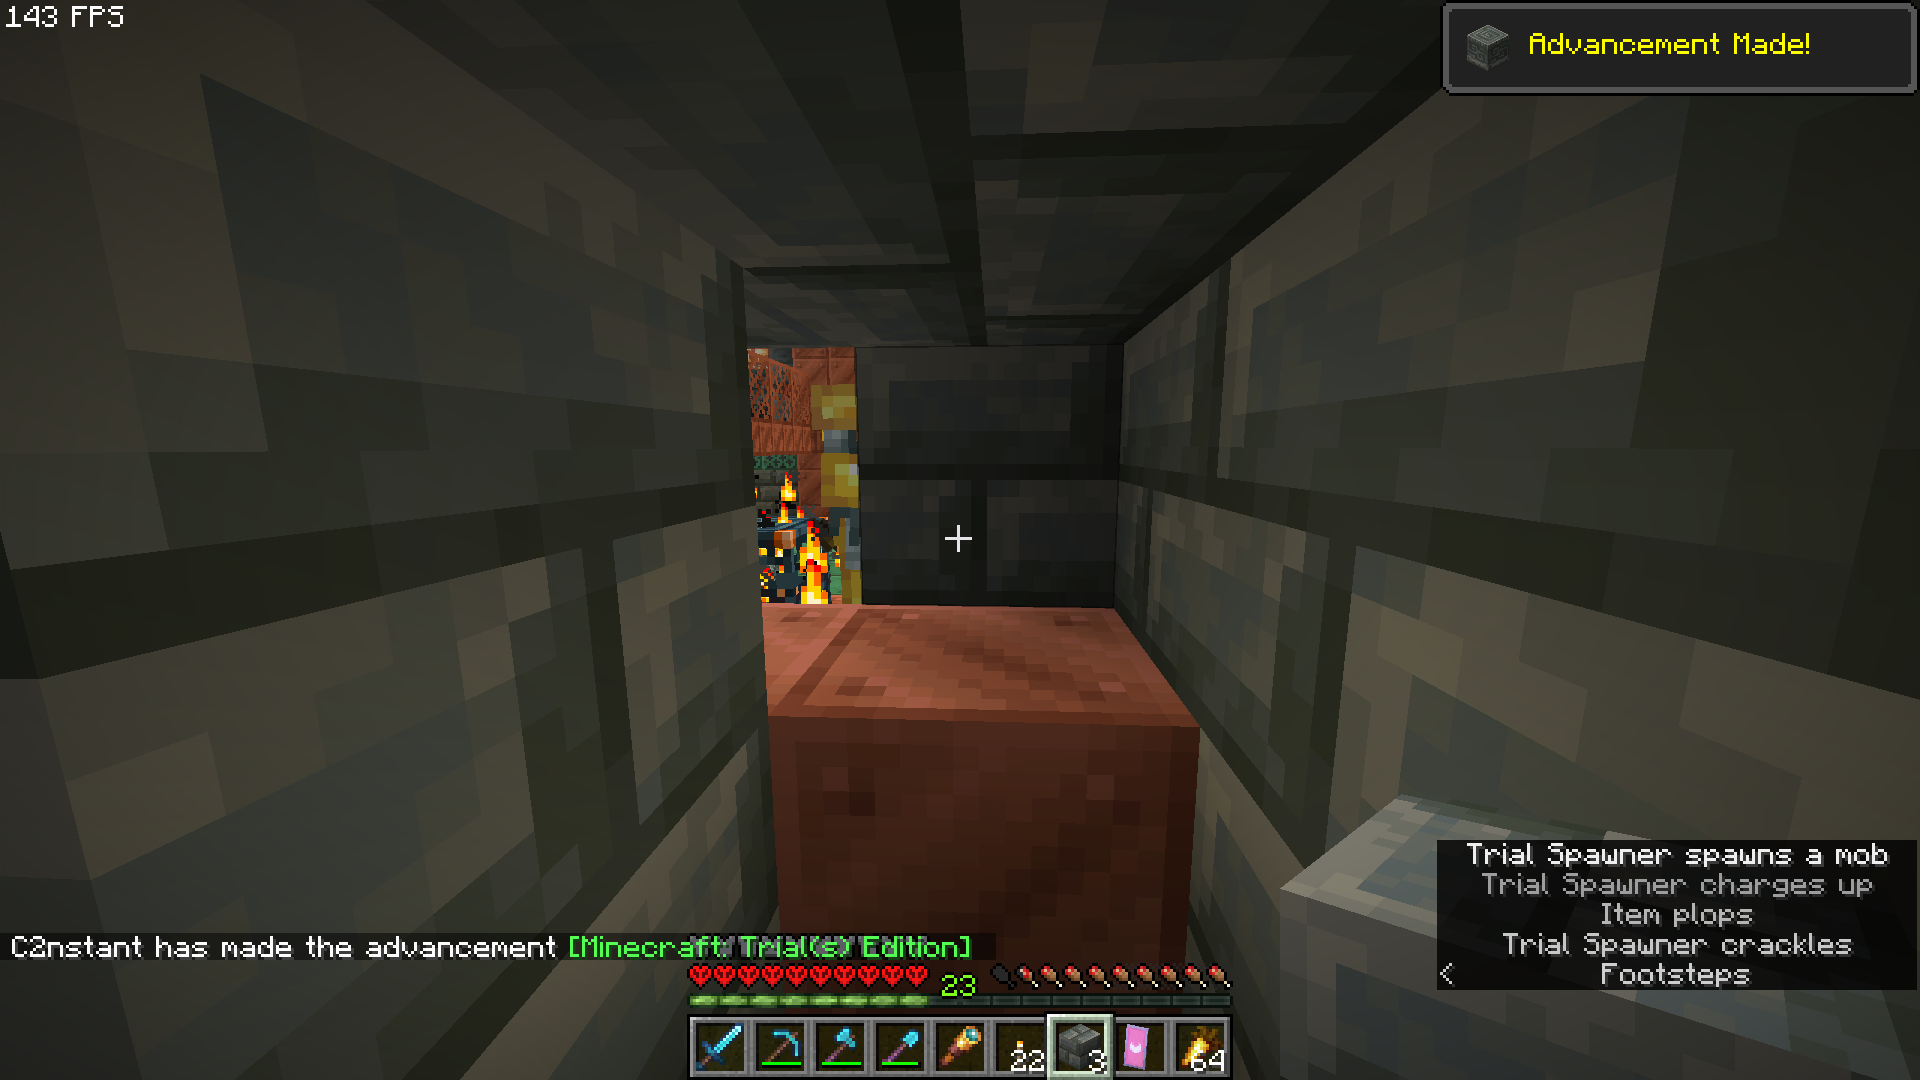 143 FPS
Advancement Made!
Trial Spawner spawns a mob
Trial Spawner charges up
Item plops
Trial Spawner crackles
< Footsteps
C2nstant has made the advancement [Minecraft: Trial(s) Edition]
23
22
3
64